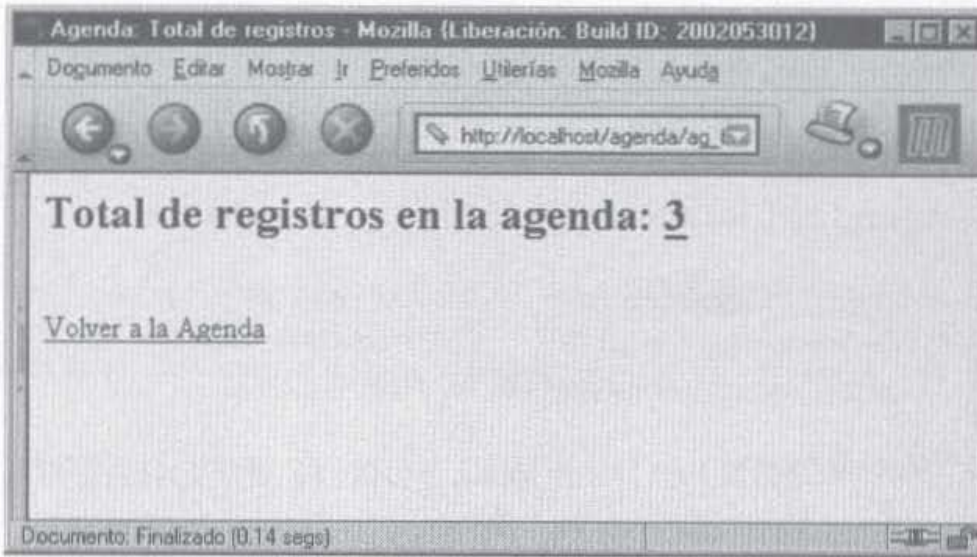 Agenda: Total de registros - Mozilla {Liberación: Build ID: 2002053012}
Documento Editar Mostrar Ir Preferidos Utilerías Mozilla Ayuda
http://localhost/agenda/ag_
Total de registros en la agenda: 3
Volver a la Agenda
Documento: Finalizado (0.14 segs)